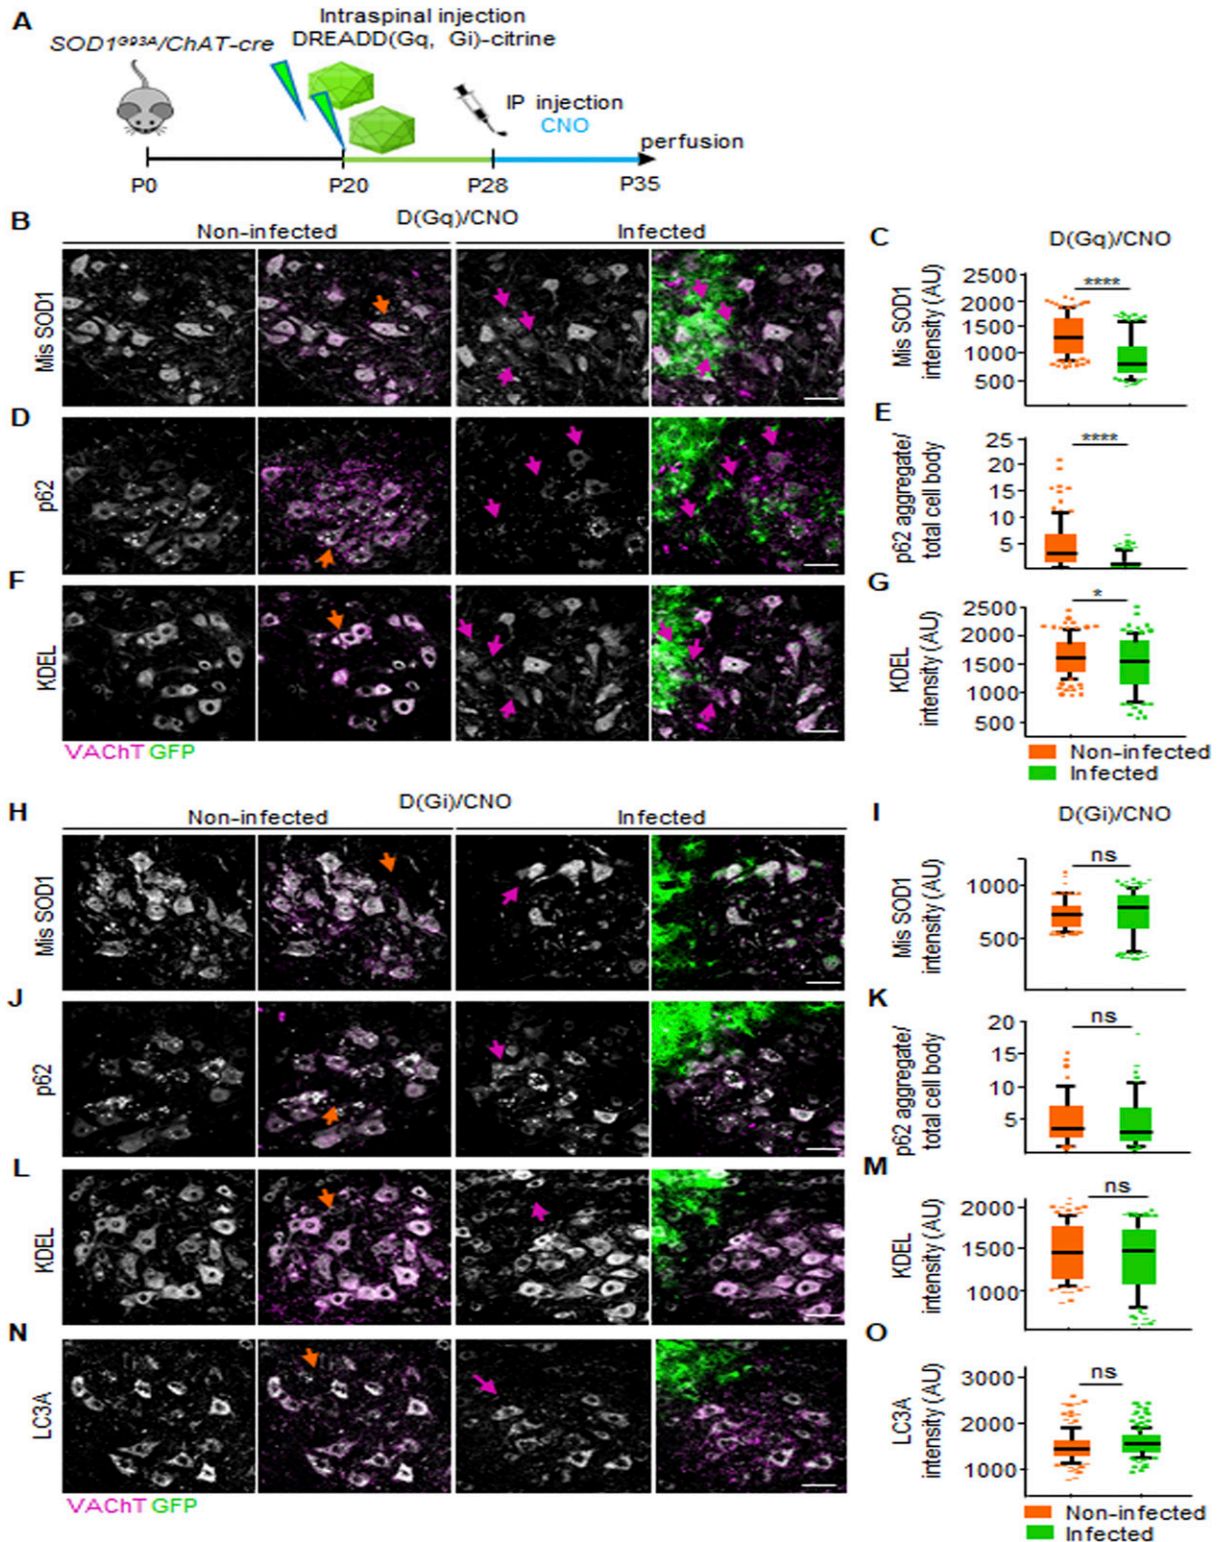 A
SOD1ᴳ⁹³ᴬ/ChAT-cre
Intraspinal injection
DREADD(Gq, Gi)-citrine
IP injection
CNO
perfusion
P0
P20
P28
P35
B
D(Gq)/CNO
Non-infected
Infected
Mis SOD1
C
D(Gq)/CNO
Mis SOD1
intensity (AU)
2500
2000
1500
1000
500
****
D
p62
E
p62 aggregate/
total cell body
25
20
15
10
5
****
F
KDEL
VAChT GFP
G
KDEL
intensity (AU)
2500
2000
1500
1000
500
*
Non-infected
Infected
H
D(Gi)/CNO
Non-infected
Infected
Mis SOD1
I
D(Gi)/CNO
Mis SOD1
intensity (AU)
1000
500
ns
J
p62
K
p62 aggregate/
total cell body
20
15
10
5
ns
L
KDEL
M
KDEL
intensity (AU)
2000
1500
1000
ns
N
LC3A
VAChT GFP
O
LC3A
intensity (AU)
3000
2000
1000
ns
Non-infected
Infected